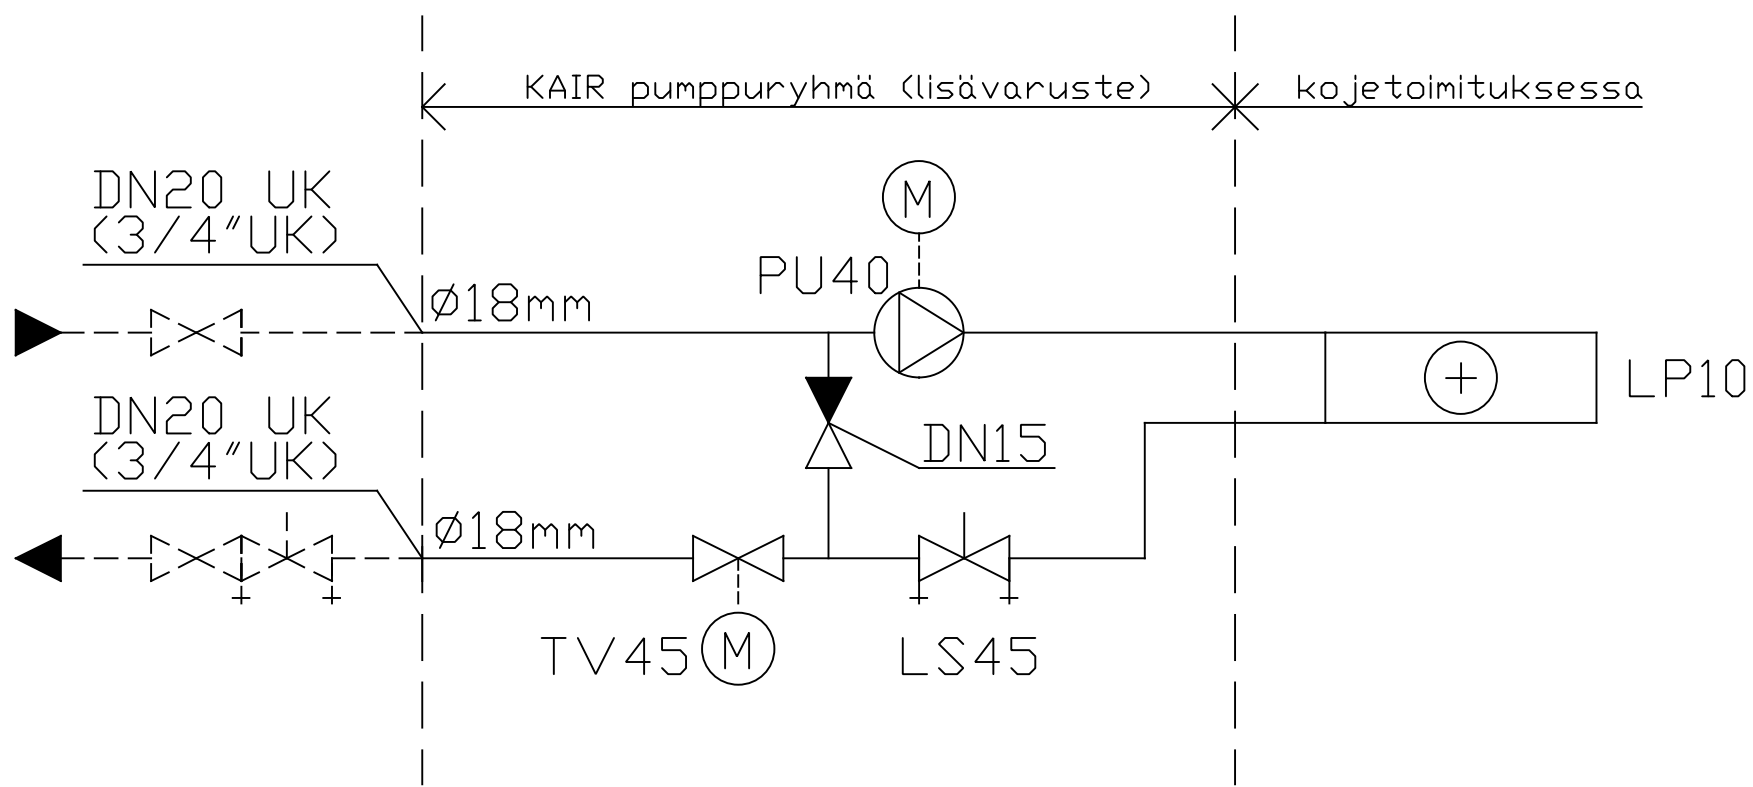 KAIR pumppuryhmä (lisävaruste)
kojetoimituksessa
DN20 UK
(3/4"UK)
M
PU40
Ø18mm
LP10
DN20 UK
(3/4"UK)
DN15
Ø18mm
TV45
M
LS45